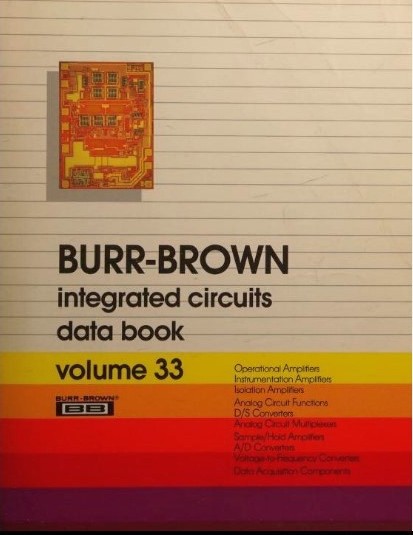 BURR-BROWN
integrated circuits
data book
volume 33
BURR-BROWN®
BB
Operational Amplifiers
Instrumentation Amplifiers
Isolation Amplifiers
Analog Circuit Functions
D/S Converters
Analog Circuit Multiplexes
Sample/Hold Amplifiers
A/D Converters
Voltage-to-Frequency Converters
Data Acquisition Components